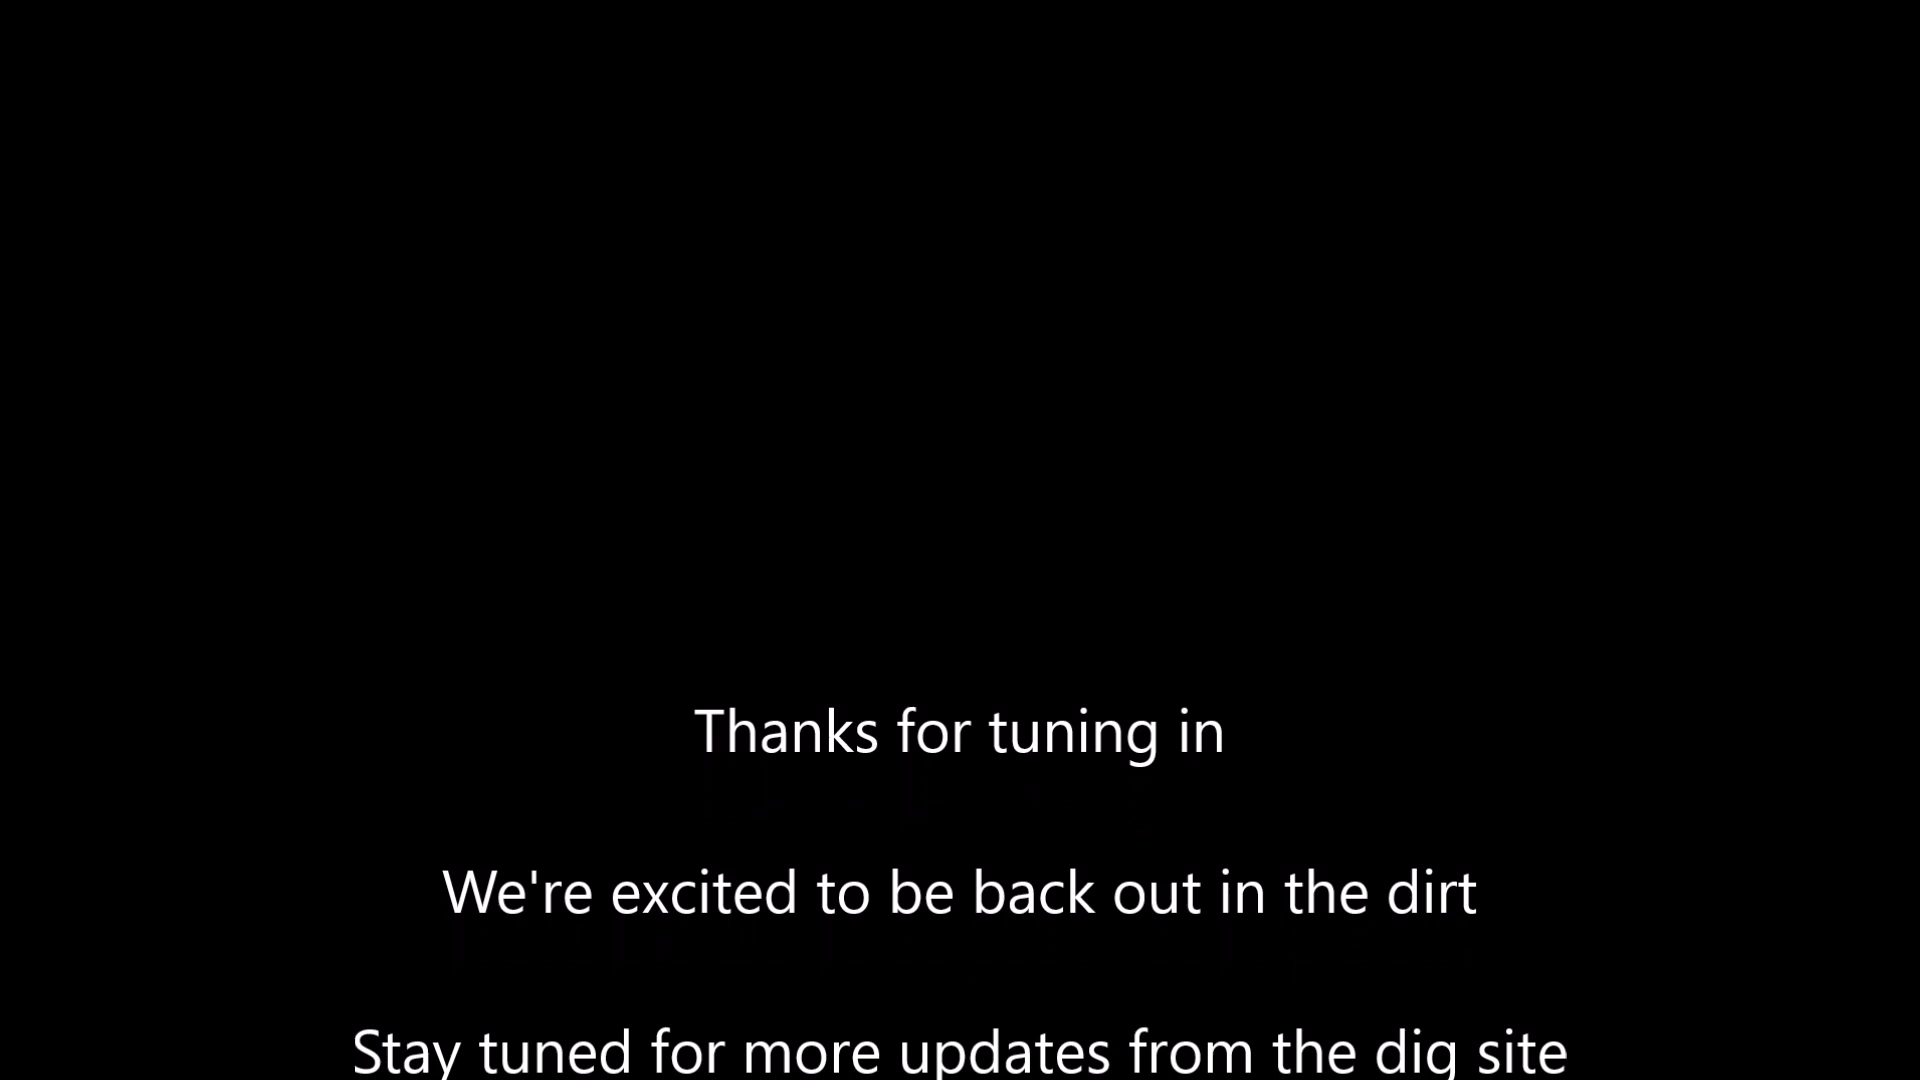 Thanks for tuning in
We're excited to be back out in the dirt
Stay tuned for more updates from the dig site